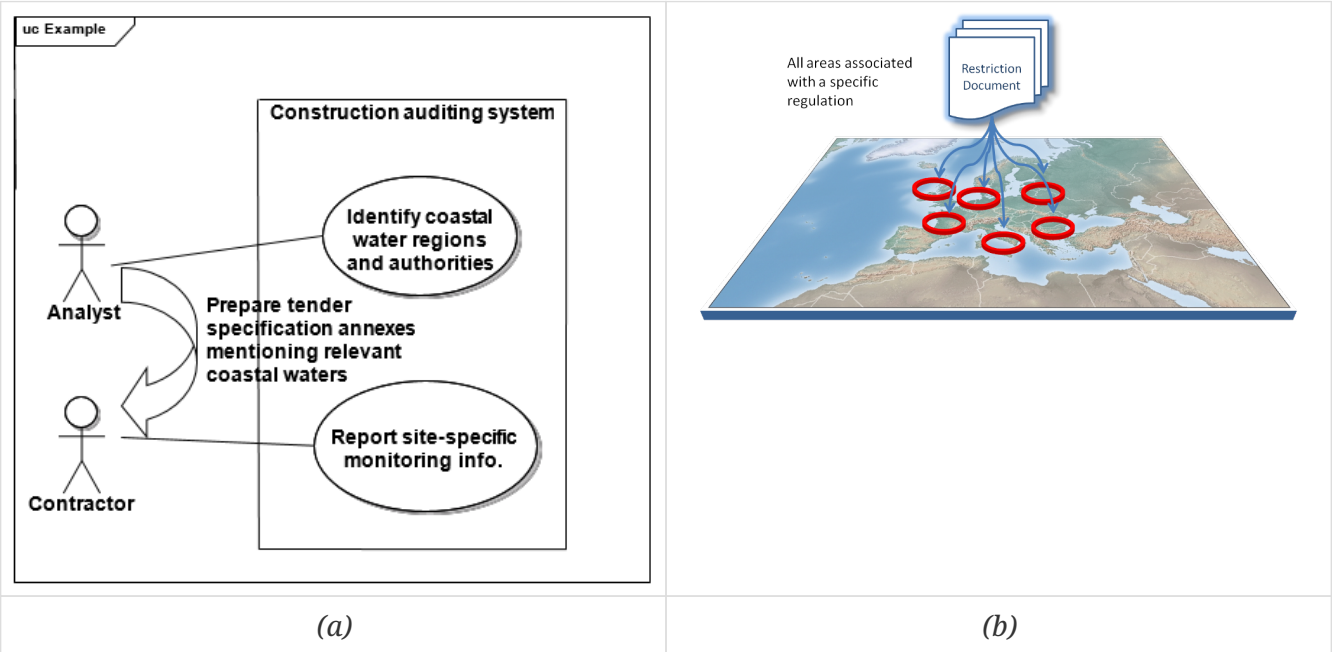 uc Example
Construction auditing system
Identify coastal
water regions
and authorities
Analyst
Prepare tender
specification annexes
mentioning relevant
coastal waters
Report site-specific
monitoring info.
Contractor
(a)
All areas associated
with a specific
regulation
Restriction
Document
(b)